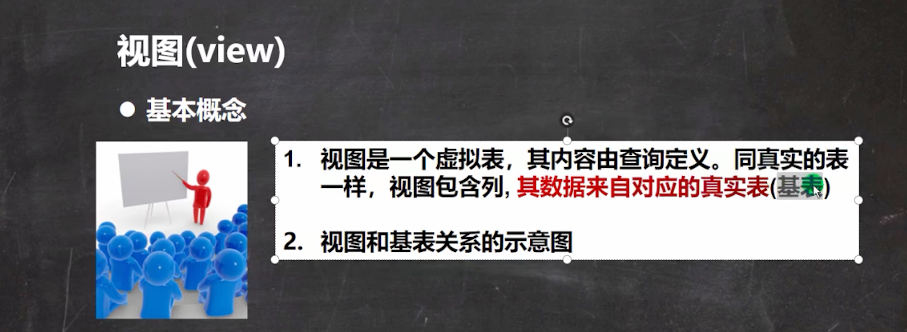 视图(view)
● 基本概念
1. 视图是一个虚拟表，其内容由查询定义。同真实的表
一样，视图包含列, 其数据来自对应的真实表(基表)
2. 视图和基表关系的示意图